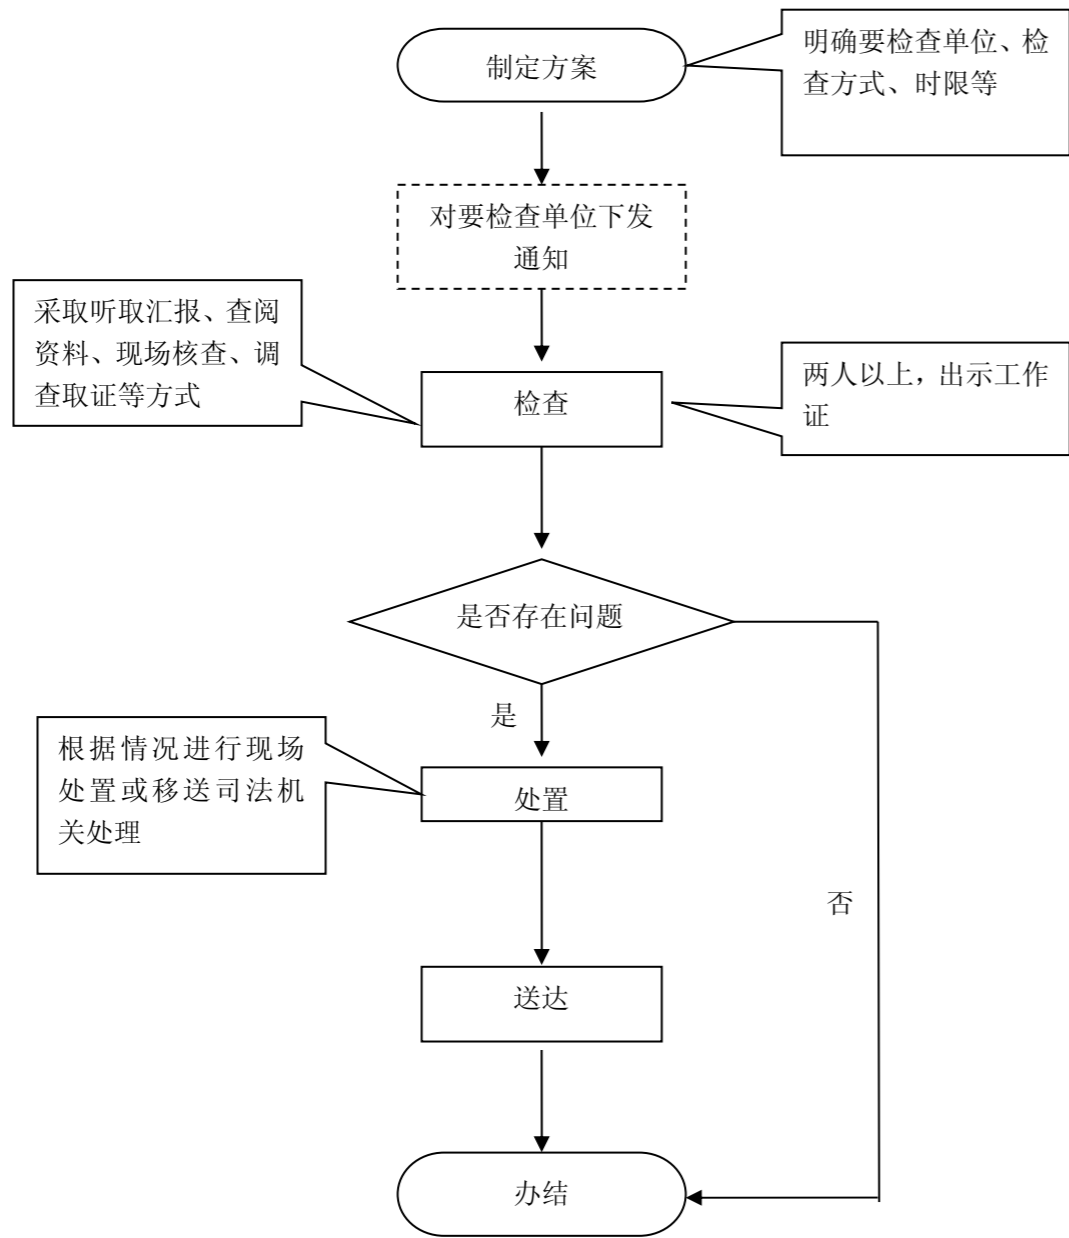 制定方案
明确要检查单位、检
查方式、时限等
对要检查单位下发
通知
采取听取汇报、查阅
资料、现场核查、调
查取证等方式
检查
两人以上，出示工作
证
是否存在问题
是
根据情况进行现场
处置或移送司法机
关处理
处置
否
送达
办结